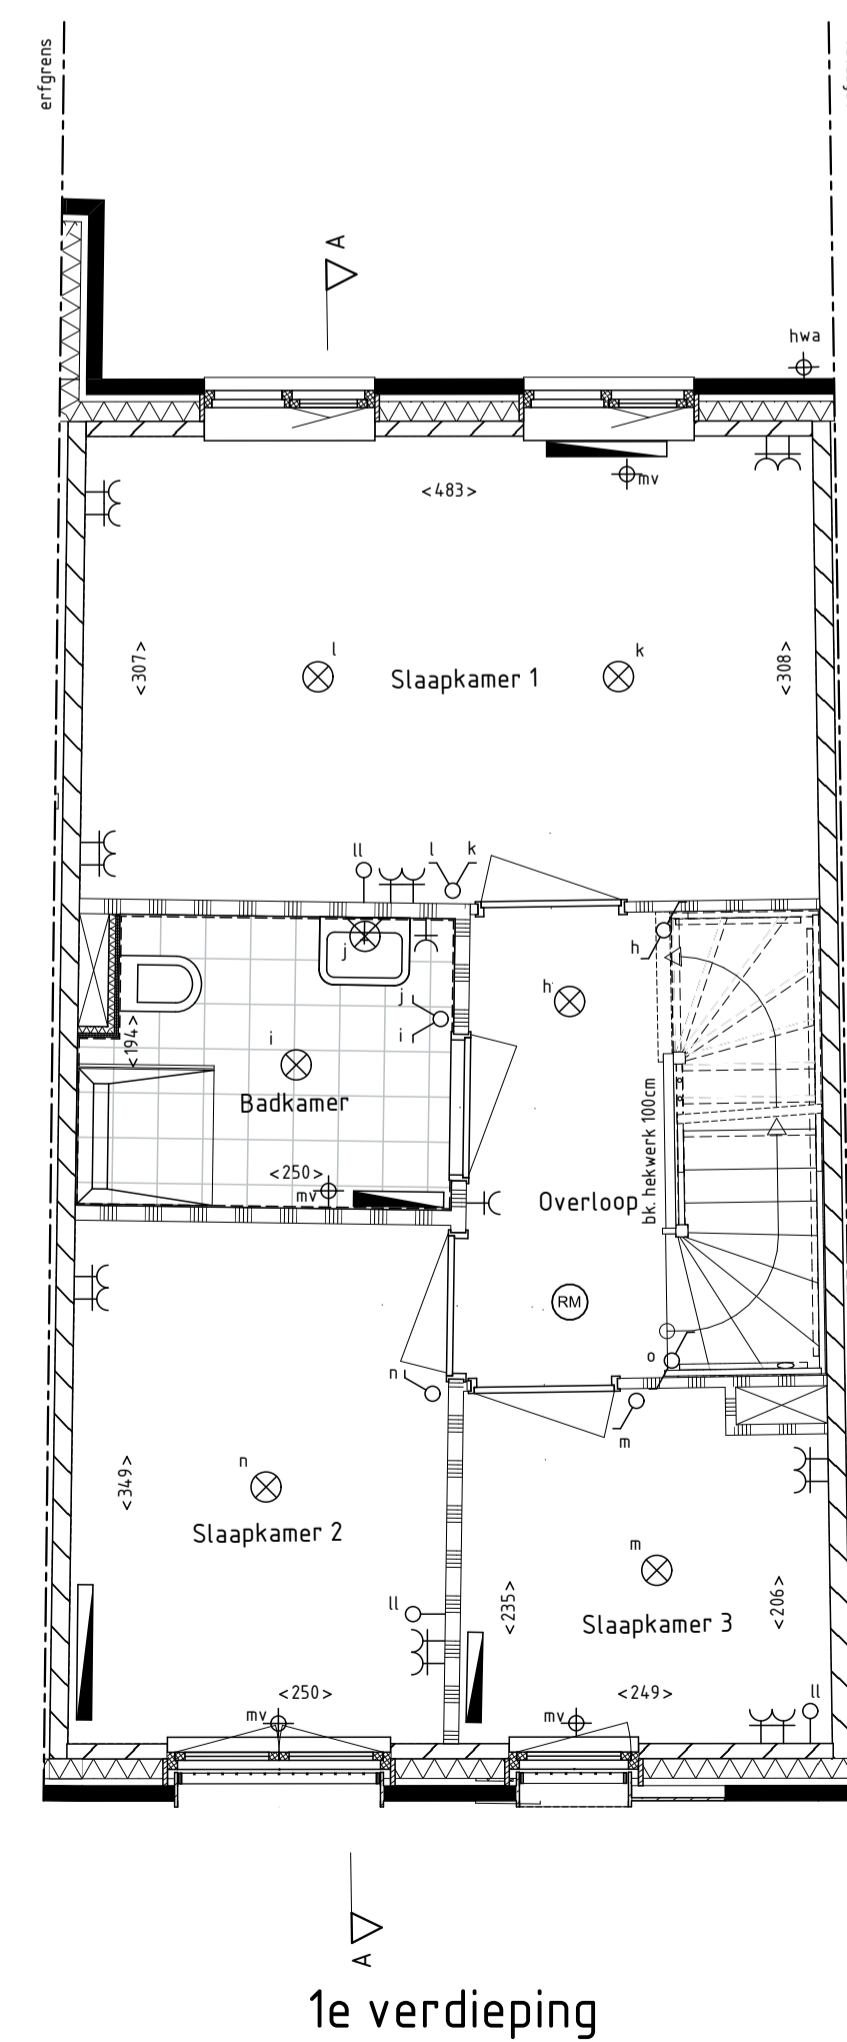 erfgrens
A
hwa
mv
<483>
<307>
l
Slaapkamer 1
k
<308>
ll
l
k
j
h
h
j
i
i
<194>
Badkamer
bk. hekwerk 100cm
<250>
mv
Overloop
RM
o
n
m
<349>
n
Slaapkamer 2
m
ll
<235>
Slaapkamer 3
<206>
<250>
<249>
mv
mv
ll
A
1e verdieping